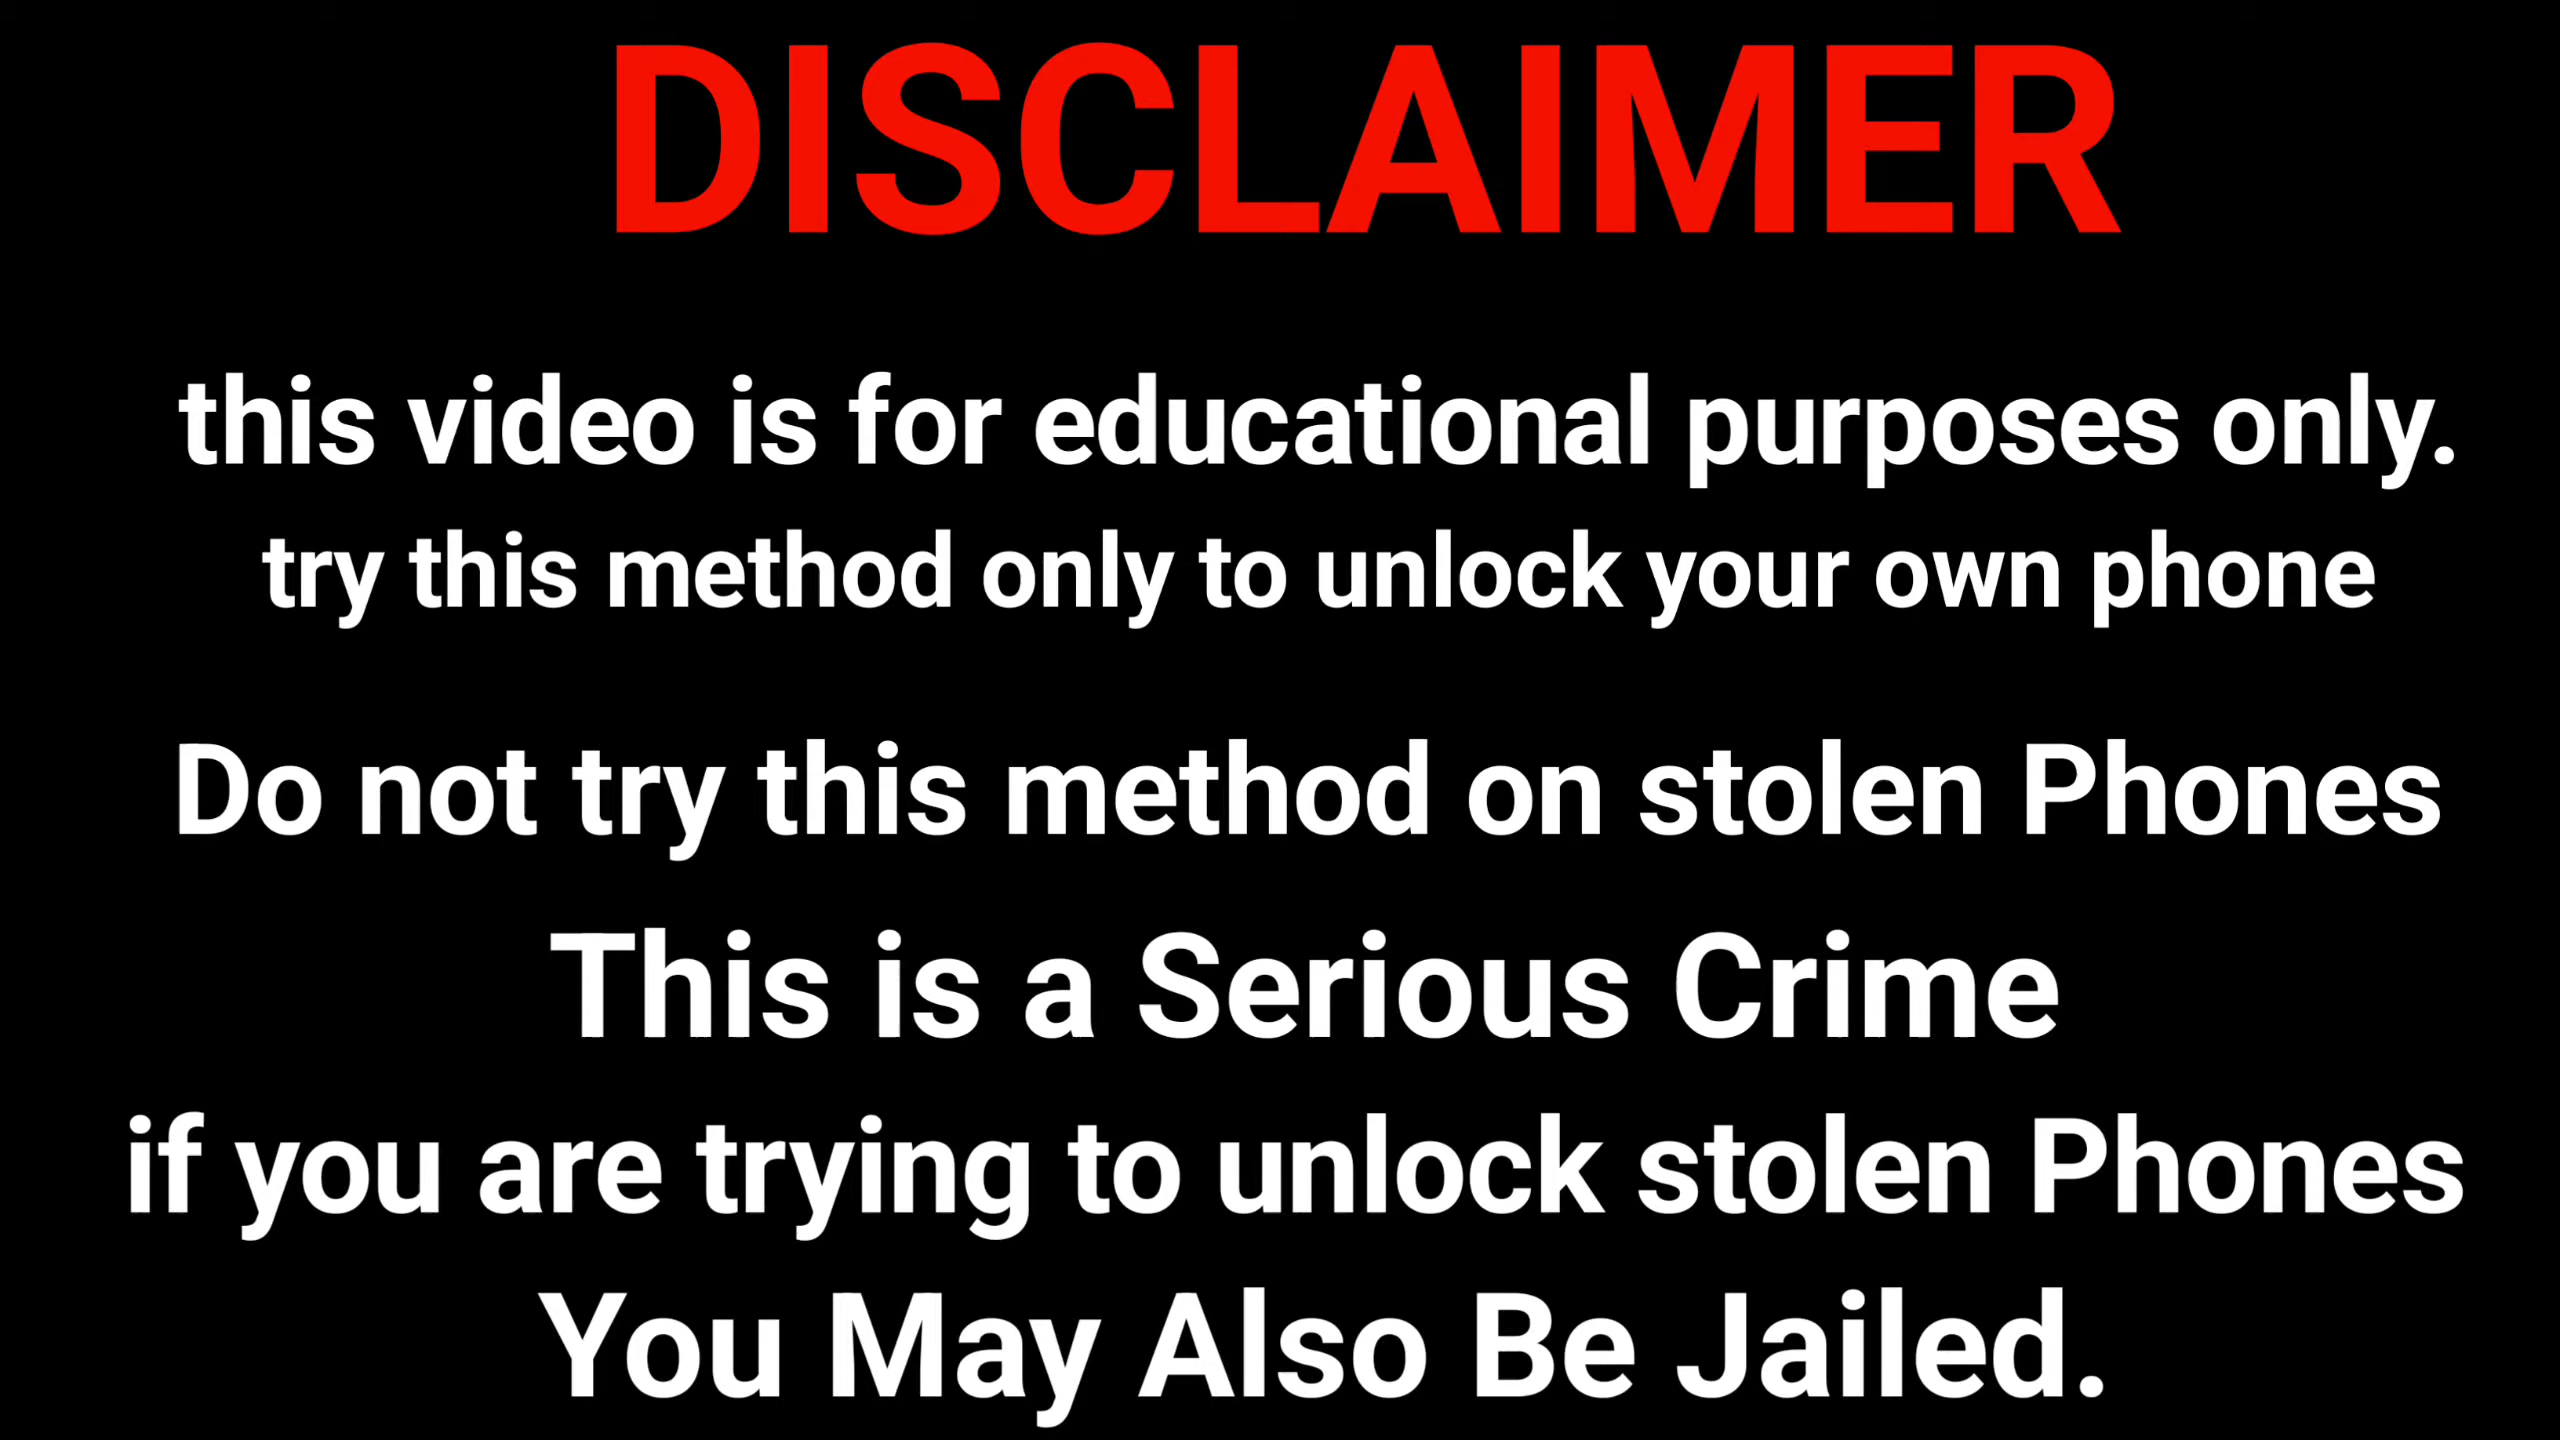 DISCLAIMER
this video is for educational purposes only.
try this method only to unlock your own phone
Do not try this method on stolen Phones
This is a Serious Crime
if you are trying to unlock stolen Phones
You May Also Be Jailed.